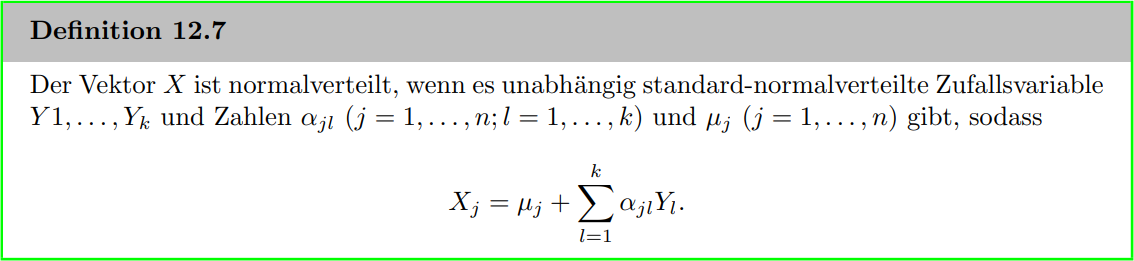 Definition 12.7
Der Vektor X ist normalverteilt, wenn es unabhängig standard-normalverteilte Zufallsvariable
Y1, . . . , Yₖ und Zahlen αⱼₗ (j = 1, . . . , n; l = 1, . . . , k) und μⱼ (j = 1, . . . , n) gibt, sodass
Xⱼ = μⱼ + ∑ₗ₌₁ᵏ αⱼₗYₗ.